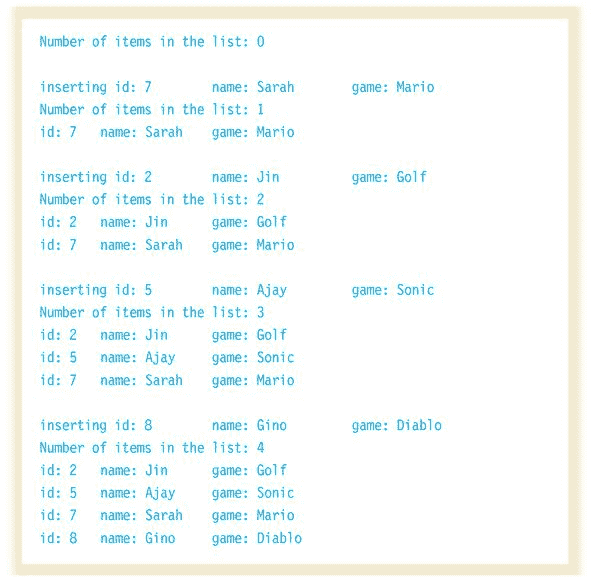 Number of items in the list: 0
inserting id: 7 name: Sarah game: Mario
Number of items in the list: 1
id: 7 name: Sarah game: Mario
inserting id: 2 name: Jin game: Golf
Number of items in the list: 2
id: 2 name: Jin game: Golf
id: 7 name: Sarah game: Mario
inserting id: 5 name: Ajay game: Sonic
Number of items in the list: 3
id: 2 name: Jin game: Golf
id: 5 name: Ajay game: Sonic
id: 7 name: Sarah game: Mario
inserting id: 8 name: Gino game: Diablo
Number of items in the list: 4
id: 2 name: Jin game: Golf
id: 5 name: Ajay game: Sonic
id: 7 name: Sarah game: Mario
id: 8 name: Gino game: Diablo